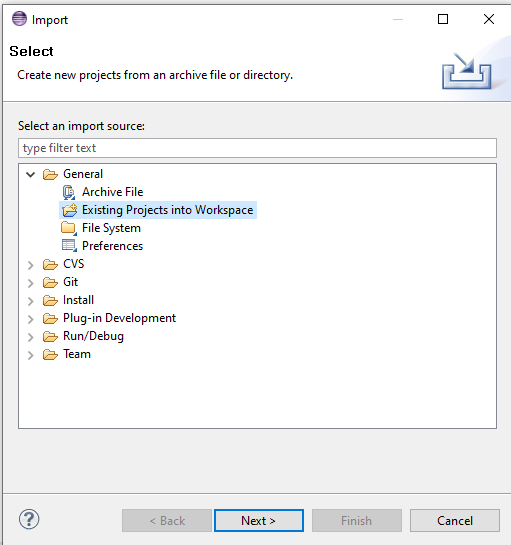 Import
Select
Create new projects from an archive file or directory.
Select an import source:
type filter text
General
Archive File
Existing Projects into Workspace
File System
Preferences
CVS
Git
Install
Plug-in Development
Run/Debug
Team
? < Back Next > Finish Cancel